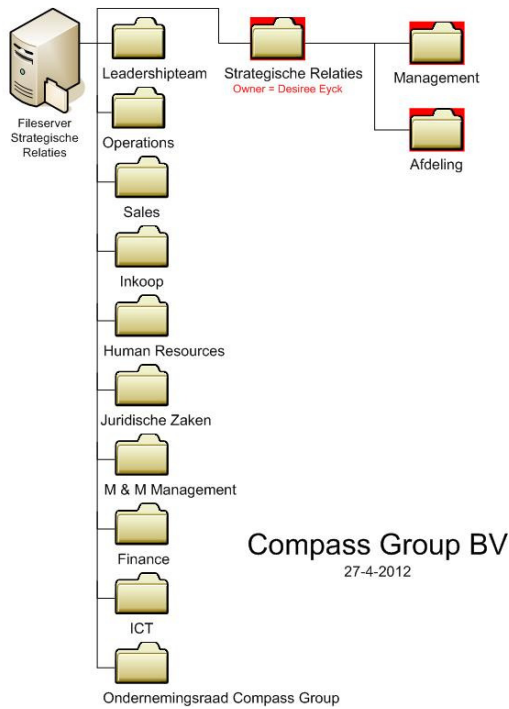 Fileserver
Strategische
Relaties
Leadershipteam
Operations
Sales
Inkoop
Human Resources
Juridische Zaken
M & M Management
Finance
ICT
Ondernemingsraad Compass Group
Strategische Relaties
Owner = Desiree Eyck
Management
Afdeling
Compass Group BV
27-4-2012